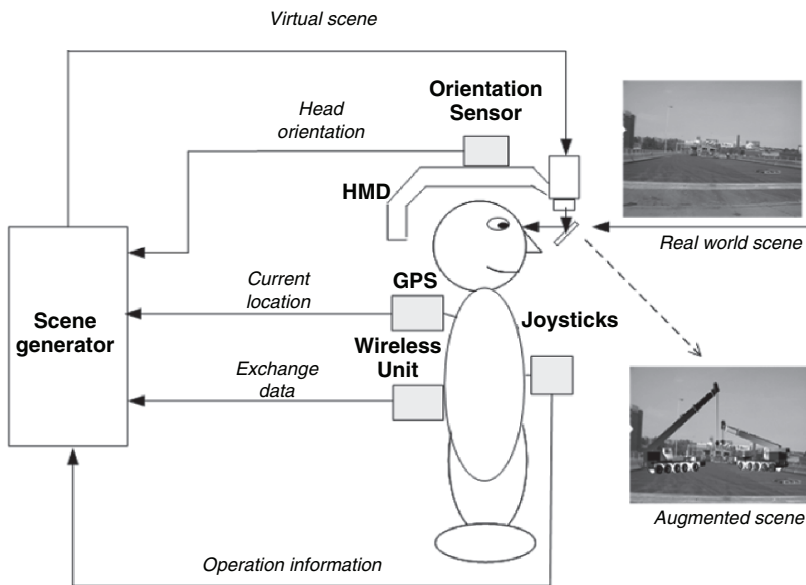 Virtual scene
Orientation
Sensor
Head
orientation
HMD
Real world scene
GPS
Current
location
Joysticks
Scene
generator
Wireless
Unit
Exchange
data
Augmented scene
Operation information